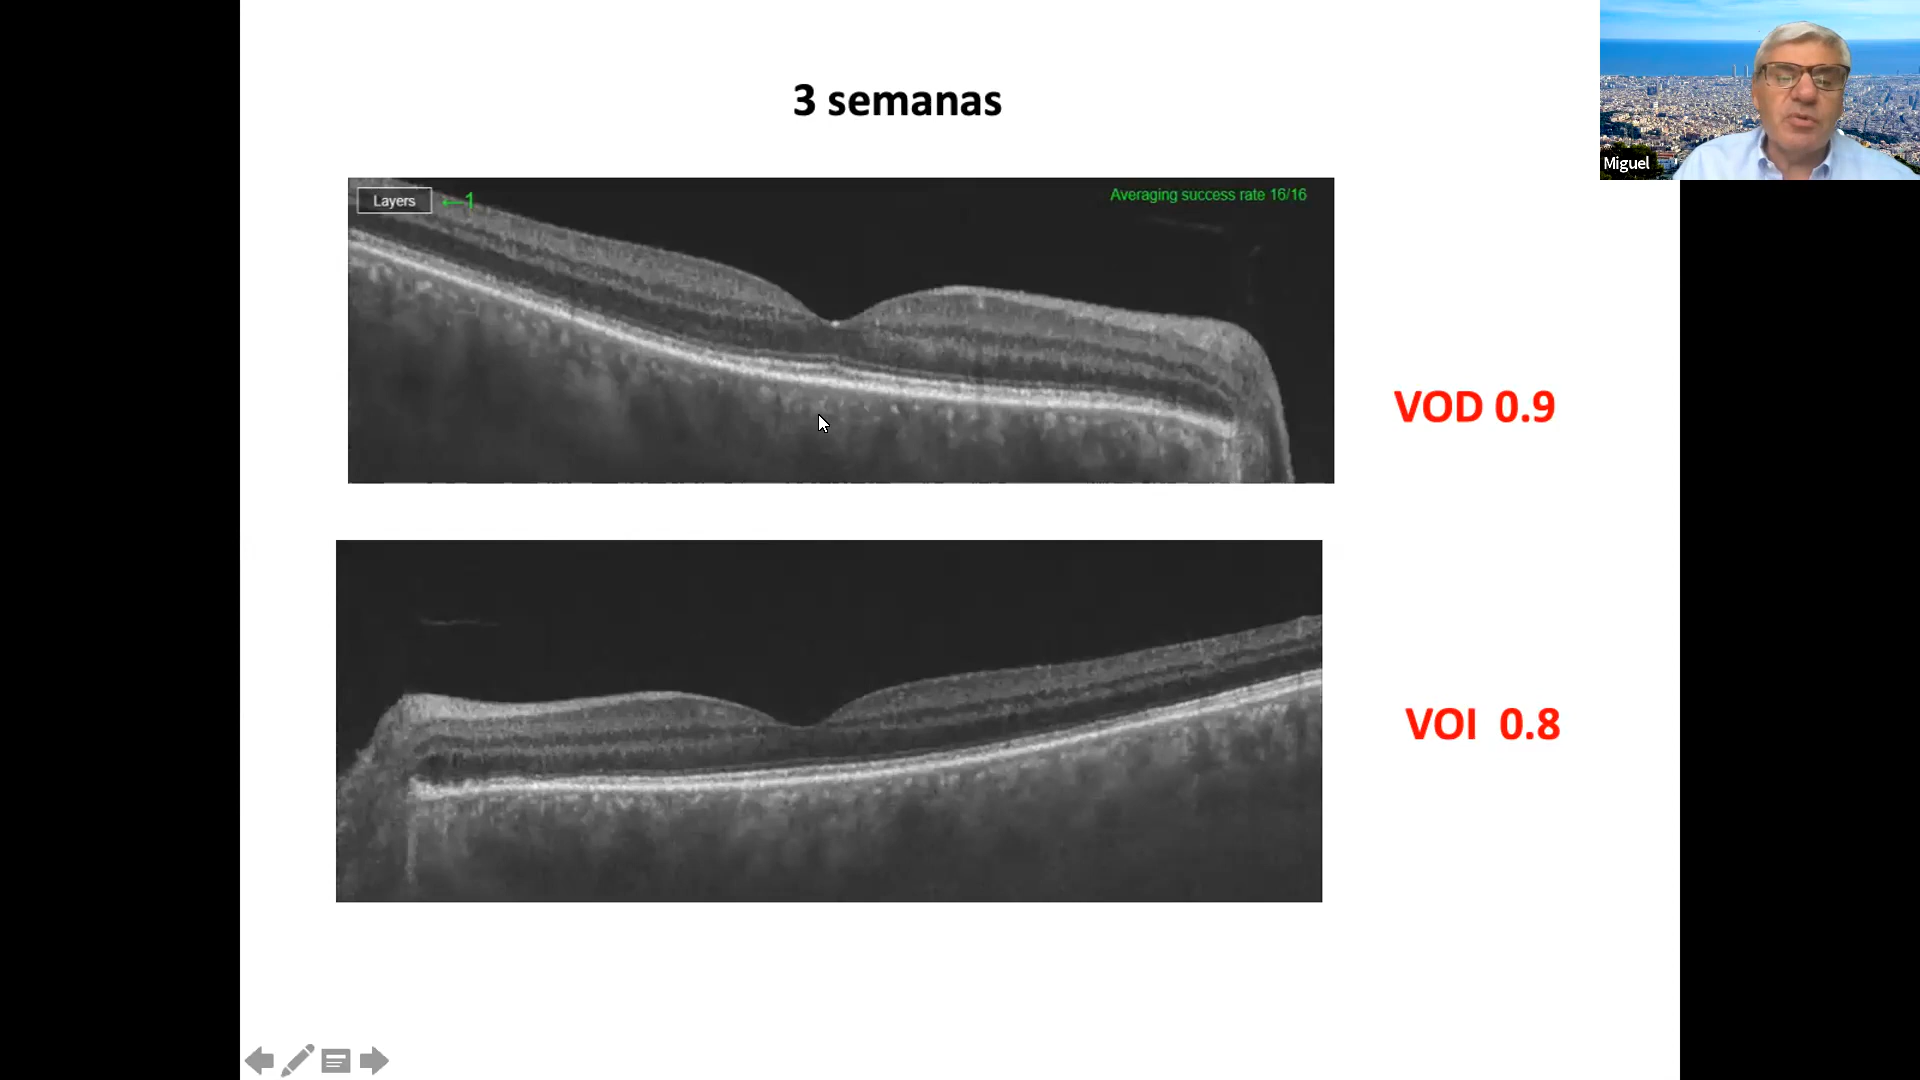 3 semanas
Layers ←1
Averaging success rate 16/16
VOD 0.9
VOI 0.8
Miguel